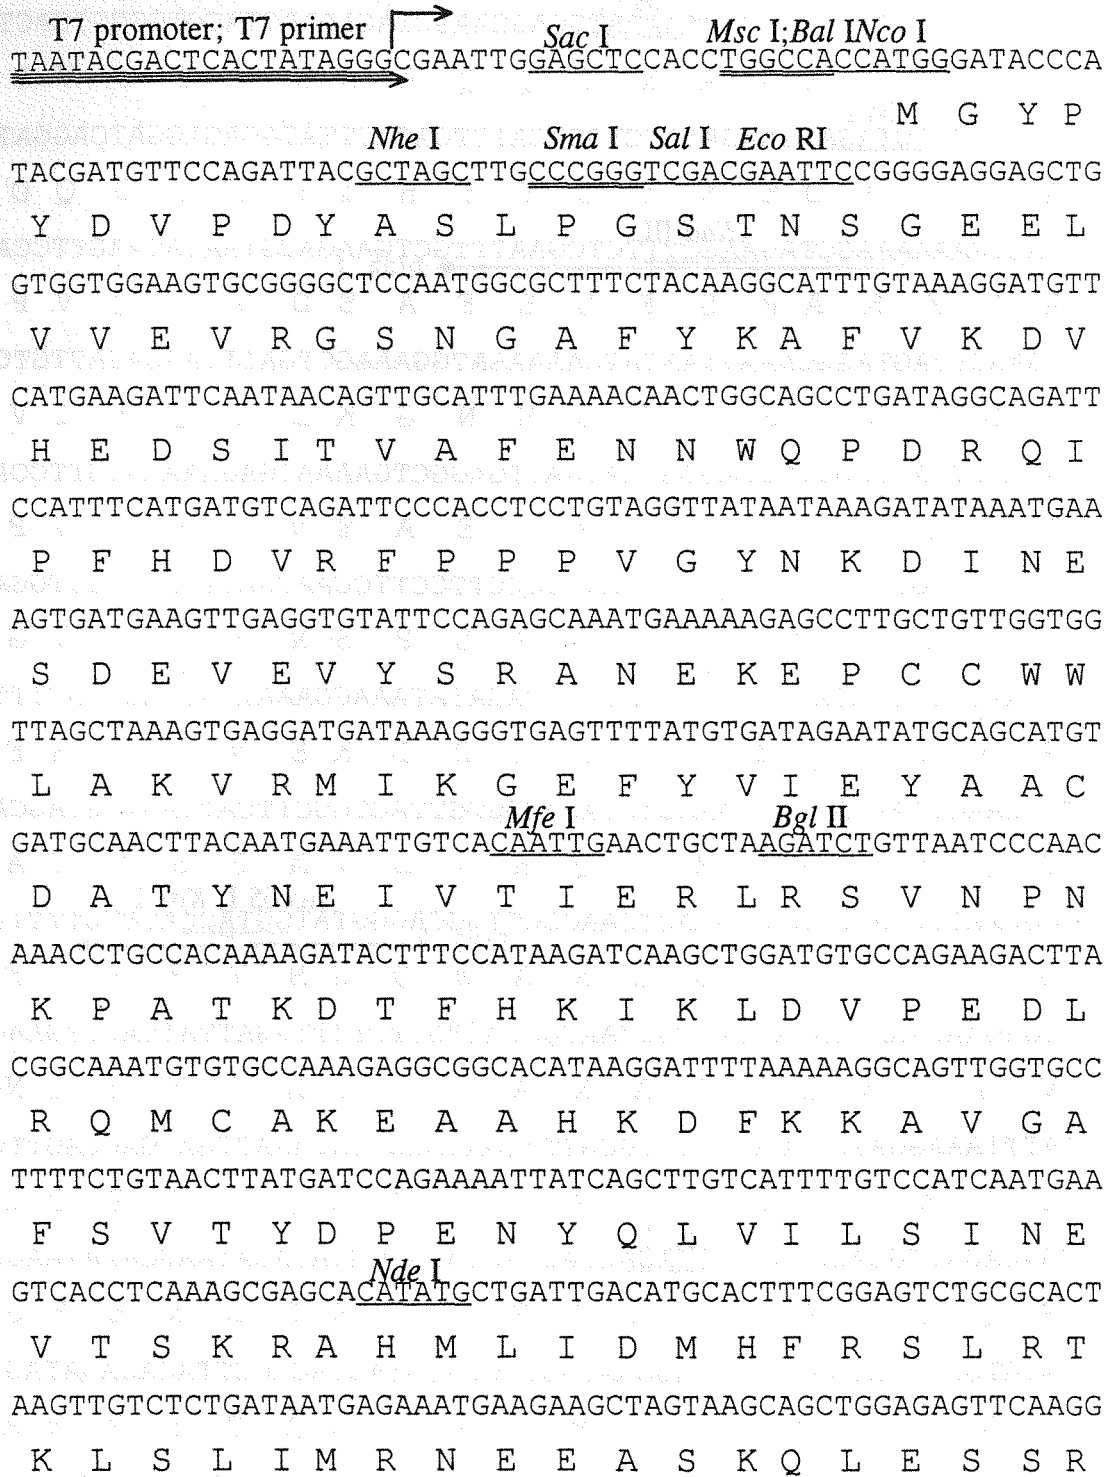 T7 promoter; T7 primer Sac I Msc I;Bal INco I
TAATACGACTCACTATAGGGCGAATTGGAGCTCCACCTGGCCACCATGGGATACCCA
M G Y P
Nhe I Sma I Sal I Eco RI
TACGATGTTCCAGATTACGCTAGCTTGCCCGGGTCGACGAATTCCGGGGAGGAGCTG
Y D V P D Y A S L P G S T N S G E E L
GTGGTGGAAGTGCGGGGCTCCAATGGCGCTTTCTACAAGGCATTTGTAAAGGATGTT
V V E V R G S N G A F Y K A F V K D V
CATGAAGATTCAATAACAGTTGCATTTGAAAACAACTGGCAGCCTGATAGGCAGATT
H E D S I T V A F E N N W Q P D R Q I
CCATTTCATGATGTCAGATTCCCACCTCCTGTAGGTTATAATAAAGATATAAATGAA
P F H D V R F P P P V G Y N K D I N E
AGTGATGAAGTTGAGGTGTATTCCAGAGCAAATGAAAAAGAGCCTTGCTGTTGGTGG
S D E V E V Y S R A N E K E P C C W W
TTAGCTAAAGTGAGGATGATAAAGGGTGAGTTTTATGTGATAGAATATGCAGCATGT
L A K V R M I K G E F Y V I E Y A A C
Mfe I Bgl II
GATGCAACTTACAATGAAATTGTCACAATTGAACTGCTAAGATCTGTTAATCCCAAC
D A T Y N E I V T I E R L R S V N P N
AAACCTGCCACAAAAGATACTTTCCATAAGATCAAGCTGGATGTGCCAGAAGACTTA
K P A T K D T F H K I K L D V P E D L
CGGCAAATGTGTGCCAAAGAGGCGGCACATAAGGATTTTAAAAAGGCAGTTGGTGCC
R Q M C A K E A A H K D F K K A V G A
TTTTCTGTAACTTATGATCCAGAAAATTATCAGCTTGTCATTTTGTCCATCAATGAA
F S V T Y D P E N Y Q L V I L S I N E
Nde I
GTCACCTCAAAGCGAGCACATATGCTGATTGACATGCACTTTCGGAGTCTGCGCACT
V T S K R A H M L I D M H F R S L R T
AAGTTGTCTCTGATAATGAGAAATGAAGAAGCTAGTAAGCAGCTGGAGAGTTCAAGG
K L S L I M R N E E A S K Q L E S S R